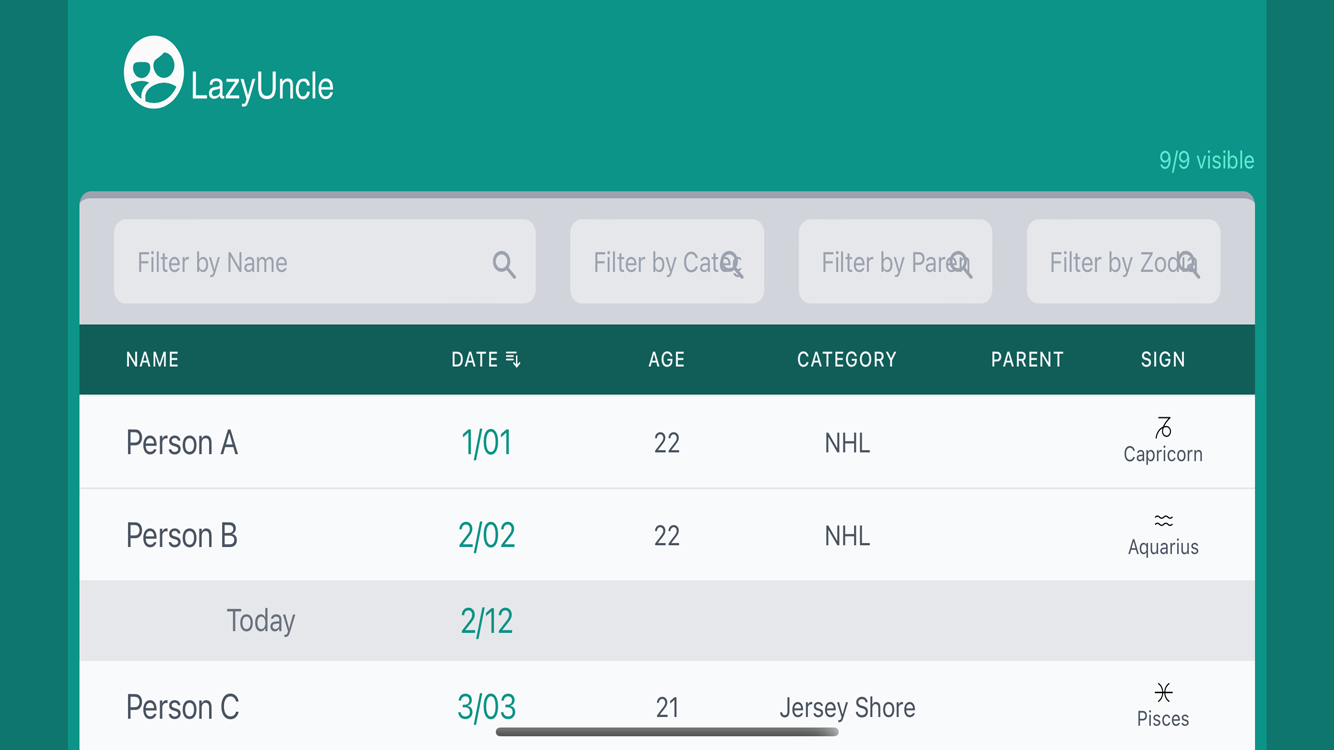 LazyUncle
9/9 visible
Filter by Name Filter by Categ Filter by Paren Filter by Zodia
NAME DATE AGE CATEGORY PARENT SIGN
Person A 1/01 22 NHL Capricorn
Person B 2/02 22 NHL Aquarius
Today 2/12
Person C 3/03 21 Jersey Shore Pisces